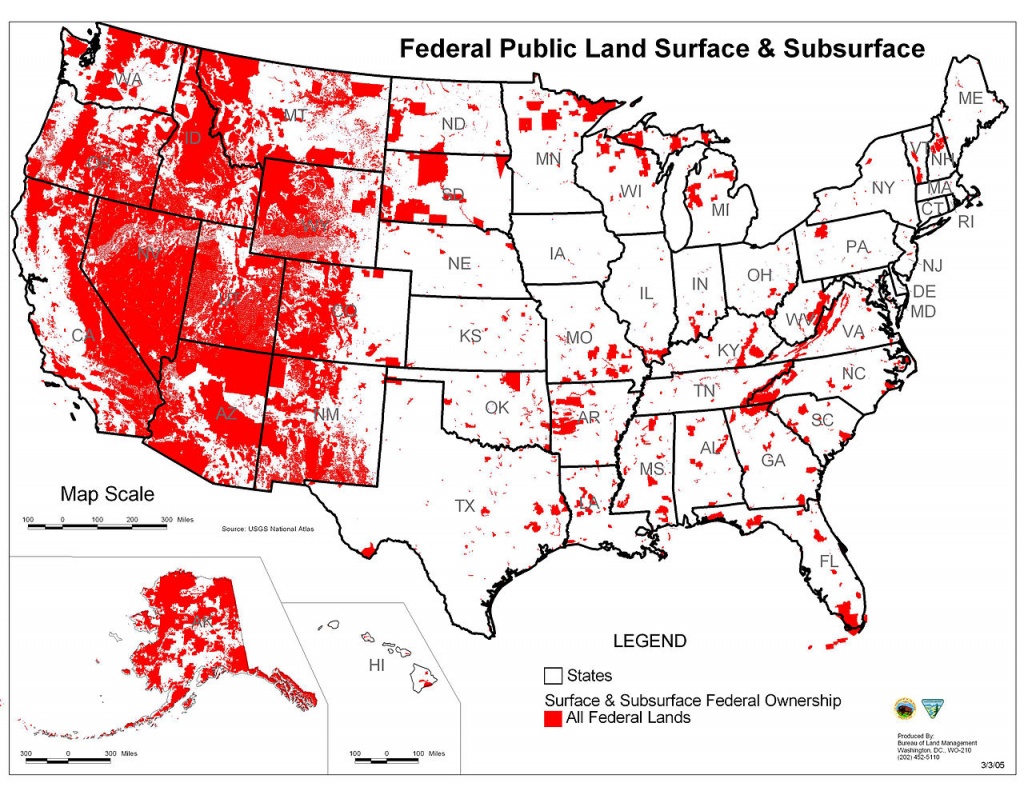 Federal Public Land Surface & Subsurface
WA
MT
ND
MN
ME
ID
OR
SD
WI
MI
NY
VT
NH
MA
CT
RI
WY
NE
IA
PA
NJ
NV
UT
CO
IL
IN
OH
DE
MD
WV
VA
CA
KS
MO
KY
NC
AZ
NM
OK
AR
TN
SC
MS
AL
GA
TX
LA
FL
AK
HI
Map Scale
100 0 100 200 300 Miles
Source: USGS National Atlas
300 0 300 Miles
100 0 100 Miles
LEGEND
States
Surface & Subsurface Federal Ownership
All Federal Lands
Produced By:
Bureau of Land Management
Washington, DC., WO-210
(202) 452-5110
3/3/05